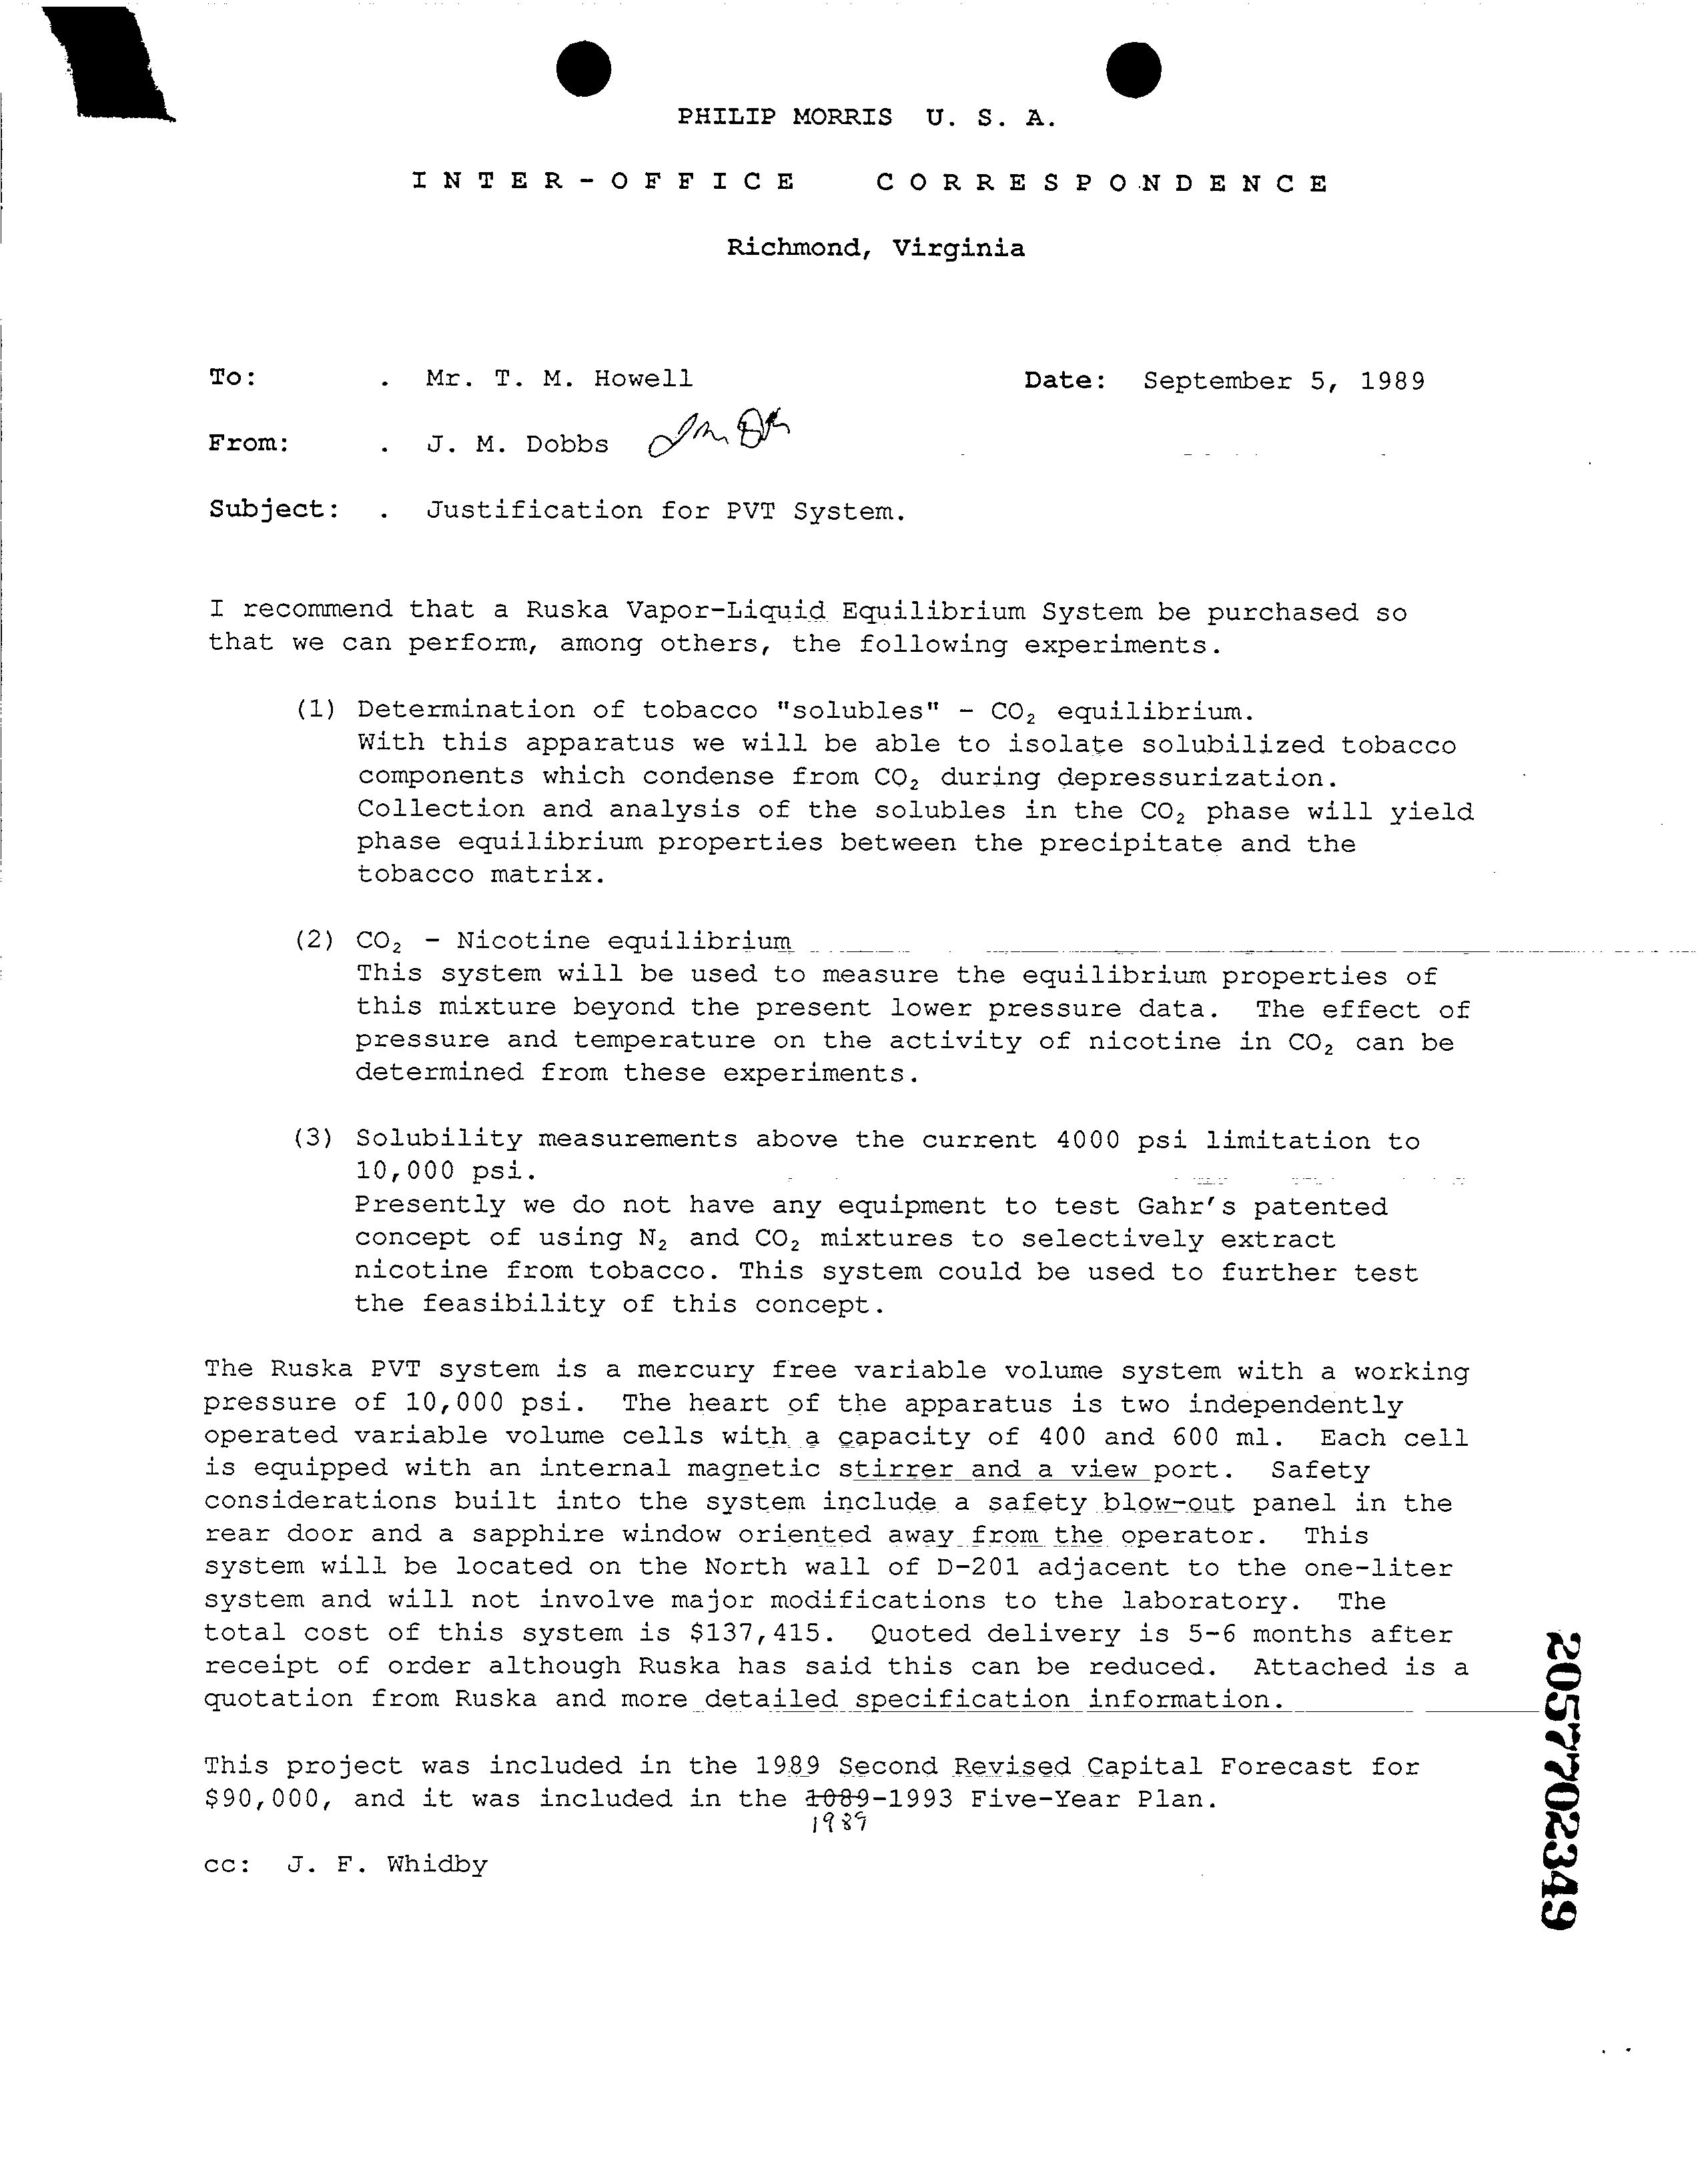 PHILIP MORRIS U. S. A.
INTER-OFFICE CORRESPONDENCE
Richmond, Virginia
To: . Mr. T. M. Howell Date: September 5, 1989
From: . J. M. Dobbs
Subject: . Justification for PVT System.
I recommend that a Ruska Vapor-Liquid Equilibrium System be purchased so
that we can perform, among others, the following experiments.
(1) Determination of tobacco "solubles" - CO₂ equilibrium.
With this apparatus we will be able to isolate solubilized tobacco
components which condense from CO₂ during depressurization.
Collection and analysis of the solubles in the CO₂ phase will yield
phase equilibrium properties between the precipitate and the
tobacco matrix.
(2) CO₂ - Nicotine equilibrium
This system will be used to measure the equilibrium properties of
this mixture beyond the present lower pressure data. The effect of
pressure and temperature on the activity of nicotine in CO₂ can be
determined from these experiments.
(3) Solubility measurements above the current 4000 psi limitation to
10,000 psi.
Presently we do not have any equipment to test Gahr's patented
concept of using N₂ and CO₂ mixtures to selectively extract
nicotine from tobacco. This system could be used to further test
the feasibility of this concept.
The Ruska PVT system is a mercury free variable volume system with a working
pressure of 10,000 psi. The heart of the apparatus is two independently
operated variable volume cells with a capacity of 400 and 600 ml. Each cell
is equipped with an internal magnetic stirrer and a view port. Safety
considerations built into the system include a safety blow-out panel in the
rear door and a sapphire window oriented away from the operator. This
system will be located on the North wall of D-201 adjacent to the one-liter
system and will not involve major modifications to the laboratory. The
total cost of this system is $137,415. Quoted delivery is 5-6 months after
receipt of order although Ruska has said this can be reduced. Attached is a
quotation from Ruska and more detailed specification information.
This project was included in the 1989 Second Revised Capital Forecast for
$90,000, and it was included in the 1089-1993 Five-Year Plan.
1989
cc: J. F. Whidby
2057702349